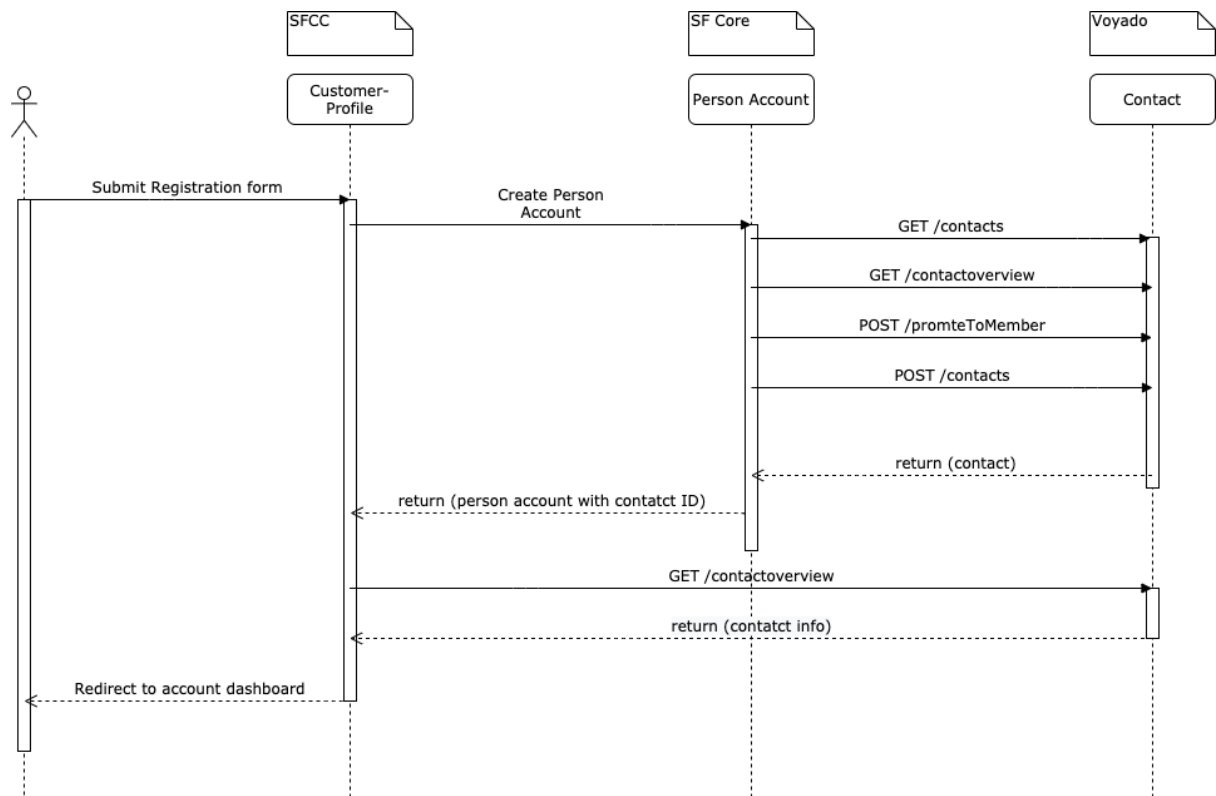 SFCC
SF Core
Voyado
Customer-
Profile
Person Account
Contact
Submit Registration form
Create Person
Account
GET /contacts
GET /contactoverview
POST /promteToMember
POST /contacts
return (contact)
return (person account with contatct ID)
GET /contactoverview
return (contatct info)
Redirect to account dashboard